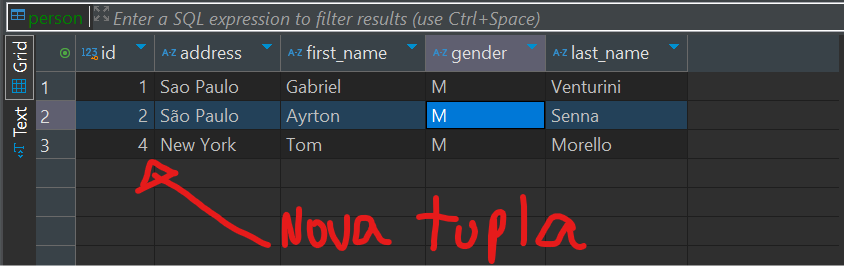 person Enter a SQL expression to filter results (use Ctrl+Space)
Grid
Text
123 id A-Z address A-Z first_name A-Z gender A-Z last_name
1 1 Sao Paulo Gabriel M Venturini
2 2 São Paulo Ayrton M Senna
3 4 New York Tom M Morello
Nova tupla